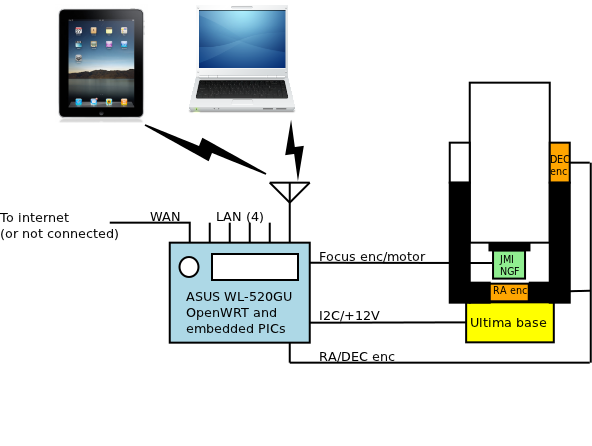 To internet
(or not connected)
WAN
LAN (4)
ASUS WL-520GU
OpenWRT and
embedded PICs
Focus enc/motor
I2C/+12V
RA/DEC enc
DEC
enc
JMI
NGF
RA enc
Ultima base